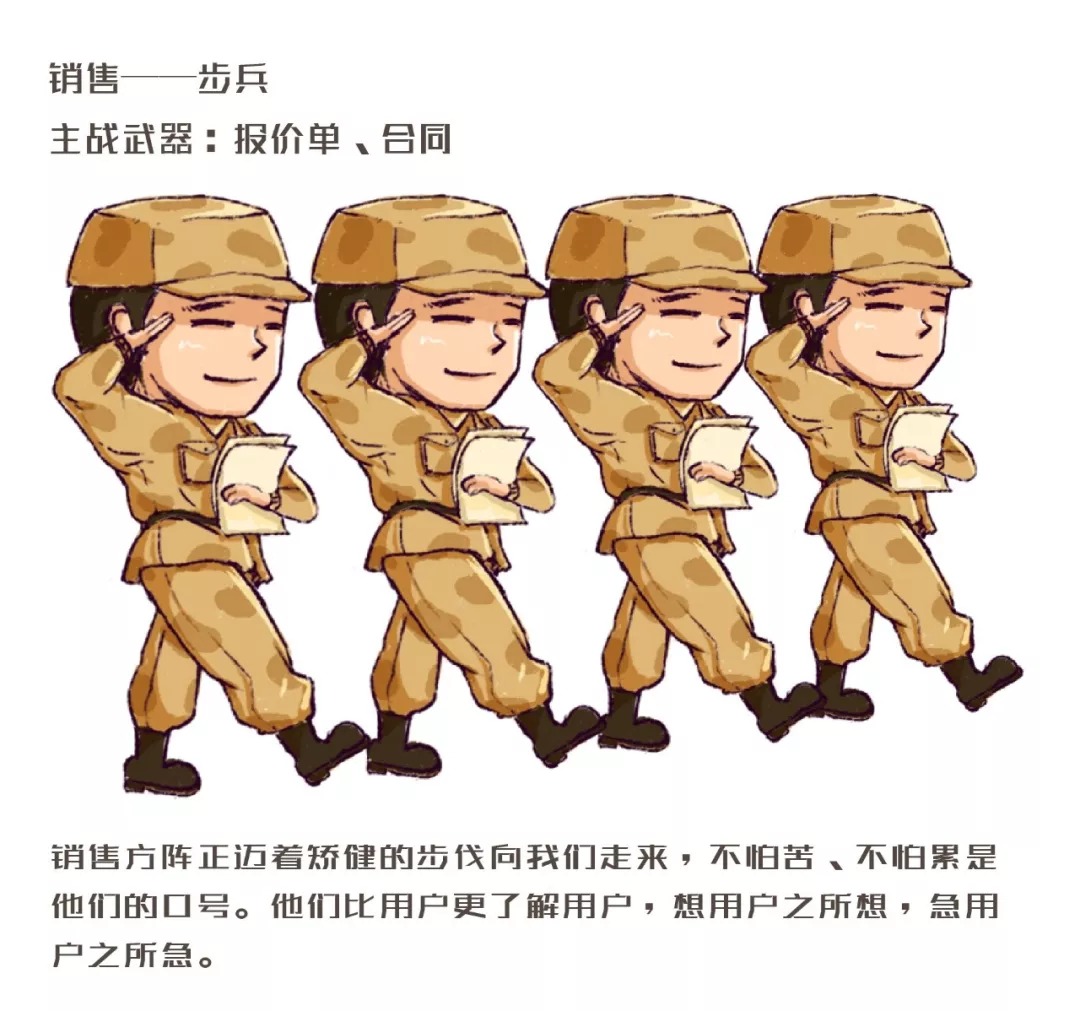 销售——步兵
主战武器：报价单、合同
销售方阵正迈着矫健的步伐向我们走来，不怕苦、不怕累是
他们的口号。他们比用户更了解用户，想用户之所想，急用
户之所急。